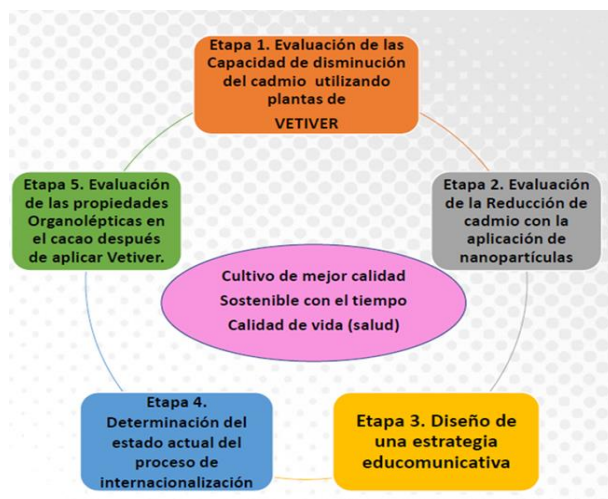 Etapa 1. Evaluación de las
Capacidad de disminución
del cadmio utilizando
plantas de
VETIVER
Etapa 2. Evaluación
de la Reducción de
cadmio con la
aplicación de
nanopartículas
Etapa 3. Diseño de
una estrategia
educomunicativa
Etapa 4.
Determinación del
estado actual del
proceso de
internacionalización
Etapa 5. Evaluación
de las propiedades
Organolépticas en
el cacao después
de aplicar Vetiver.
Cultivo de mejor calidad
Sostenible con el tiempo
Calidad de vida (salud)